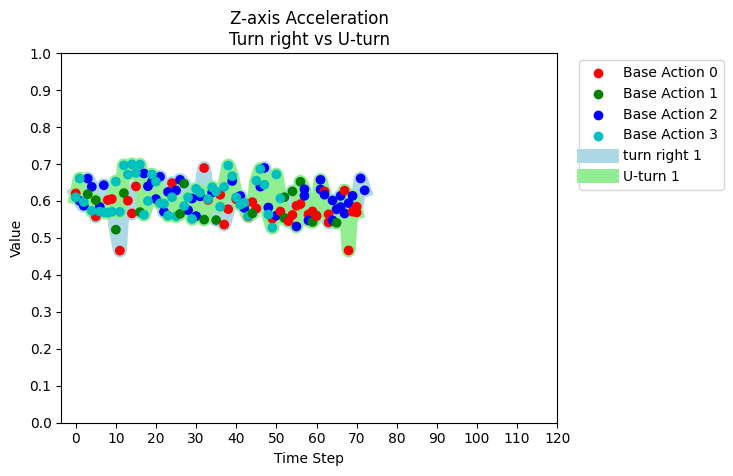 Z-axis Acceleration
Turn right vs U-turn
Base Action 0
Base Action 1
Base Action 2
Base Action 3
turn right 1
U-turn 1
Value
1.0
0.9
0.8
0.7
0.6
0.5
0.4
0.3
0.2
0.1
0.0
0 10 20 30 40 50 60 70 80 90 100 110 120
Time Step